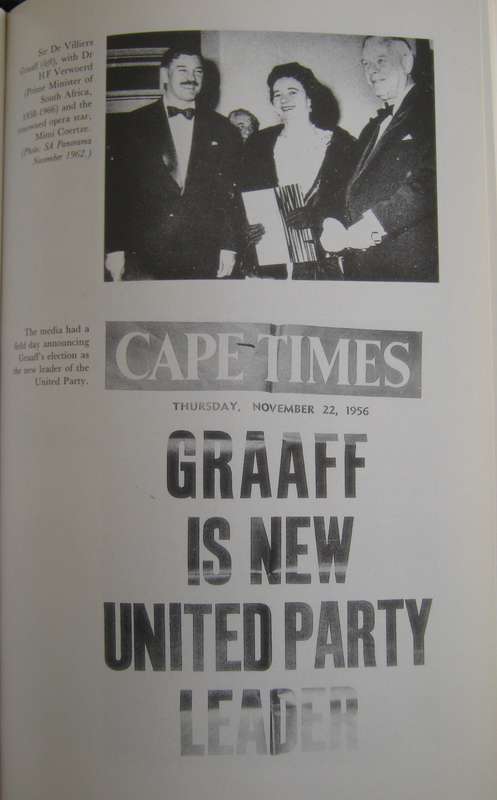 Sir De Villiers
Graaff (left), with Dr
H F Verwoerd
(Prime Minister of
South Africa,
1958-1966) and the
renowned opera star,
Mimi Coertze.
(Photo: SA Panorama
November 1962.)
The media had a
field day announcing
Graaff's election as
the new leader of the
United Party.
CAPE TIMES
THURSDAY, NOVEMBER 22, 1956
GRAAFF
IS NEW
UNITED PARTY
LEADER